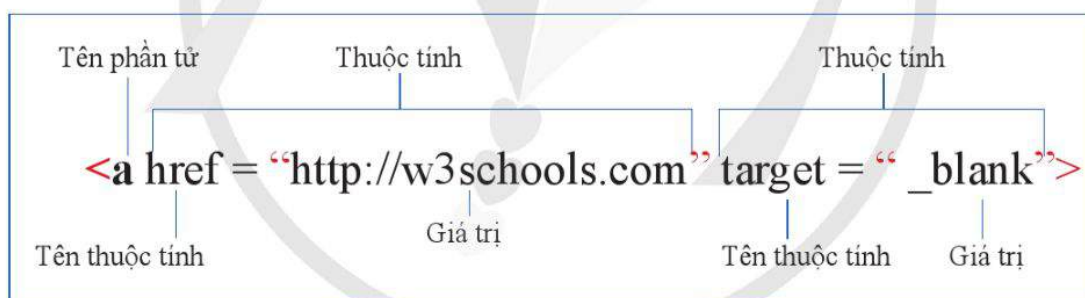 Tên phần tử Thuộc tính Thuộc tính
<a href = “http://w3schools.com” target = “ _blank”>
Tên thuộc tính Giá trị Tên thuộc tính Giá trị